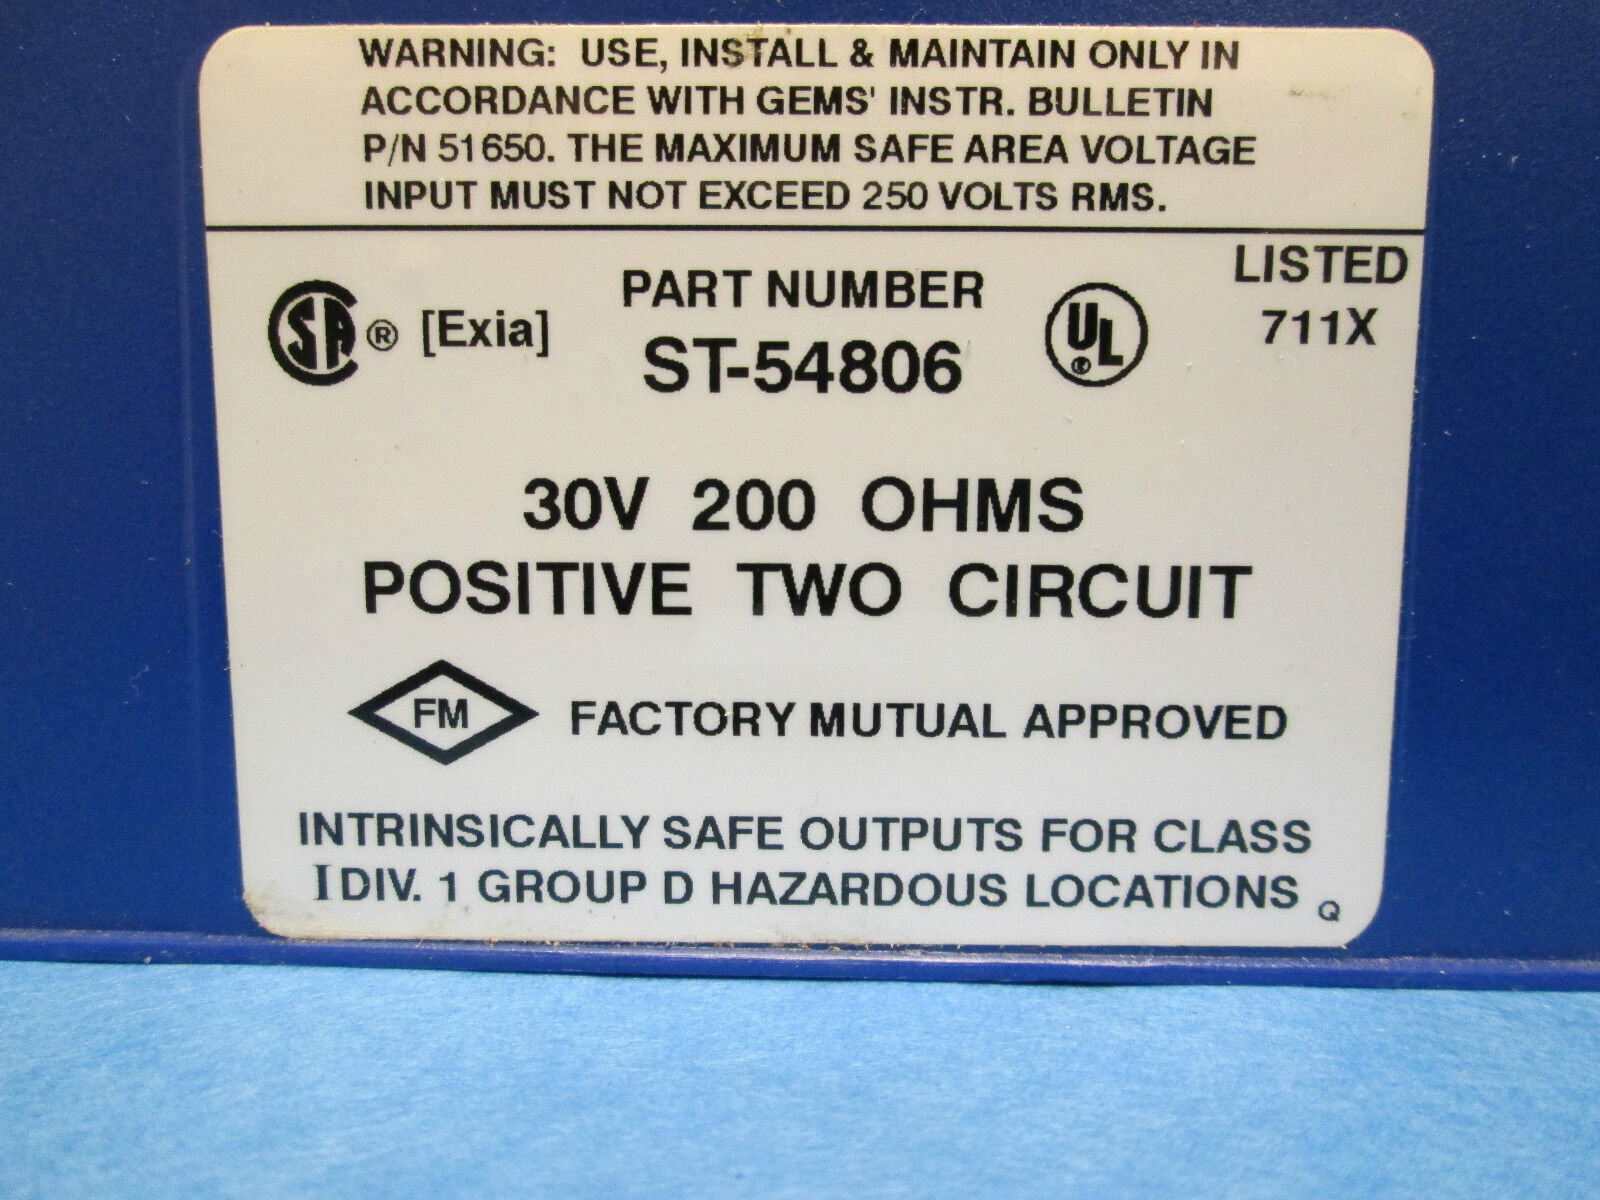 WARNING: USE, INSTALL & MAINTAIN ONLY IN
ACCORDANCE WITH GEMS' INSTR. BULLETIN
P/N 51650. THE MAXIMUM SAFE AREA VOLTAGE
INPUT MUST NOT EXCEED 250 VOLTS RMS.
SA ® [Exia]
PART NUMBER
ST-54806
UL ®
LISTED
711X
30V 200 OHMS
POSITIVE TWO CIRCUIT
FM FACTORY MUTUAL APPROVED
INTRINSICALLY SAFE OUTPUTS FOR CLASS
I DIV. 1 GROUP D HAZARDOUS LOCATIONS Q